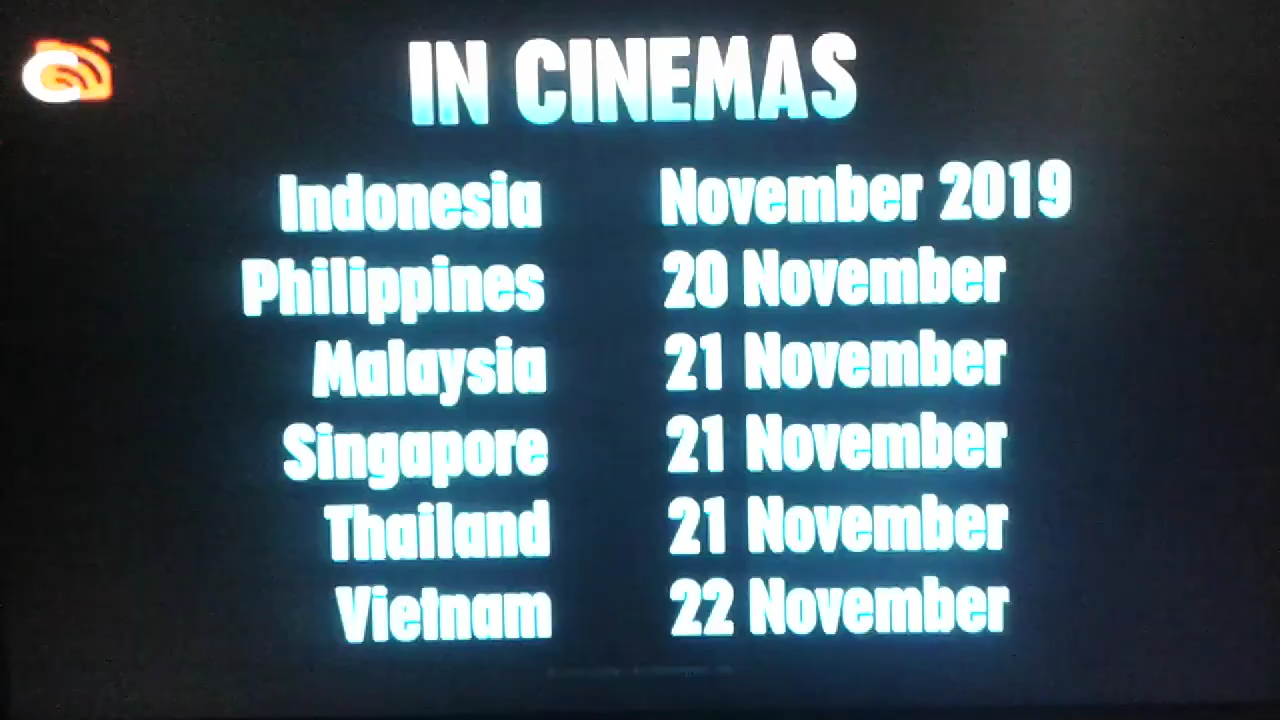 IN CINEMAS
Indonesia November 2019
Philippines 20 November
Malaysia 21 November
Singapore 21 November
Thailand 21 November
Vietnam 22 November